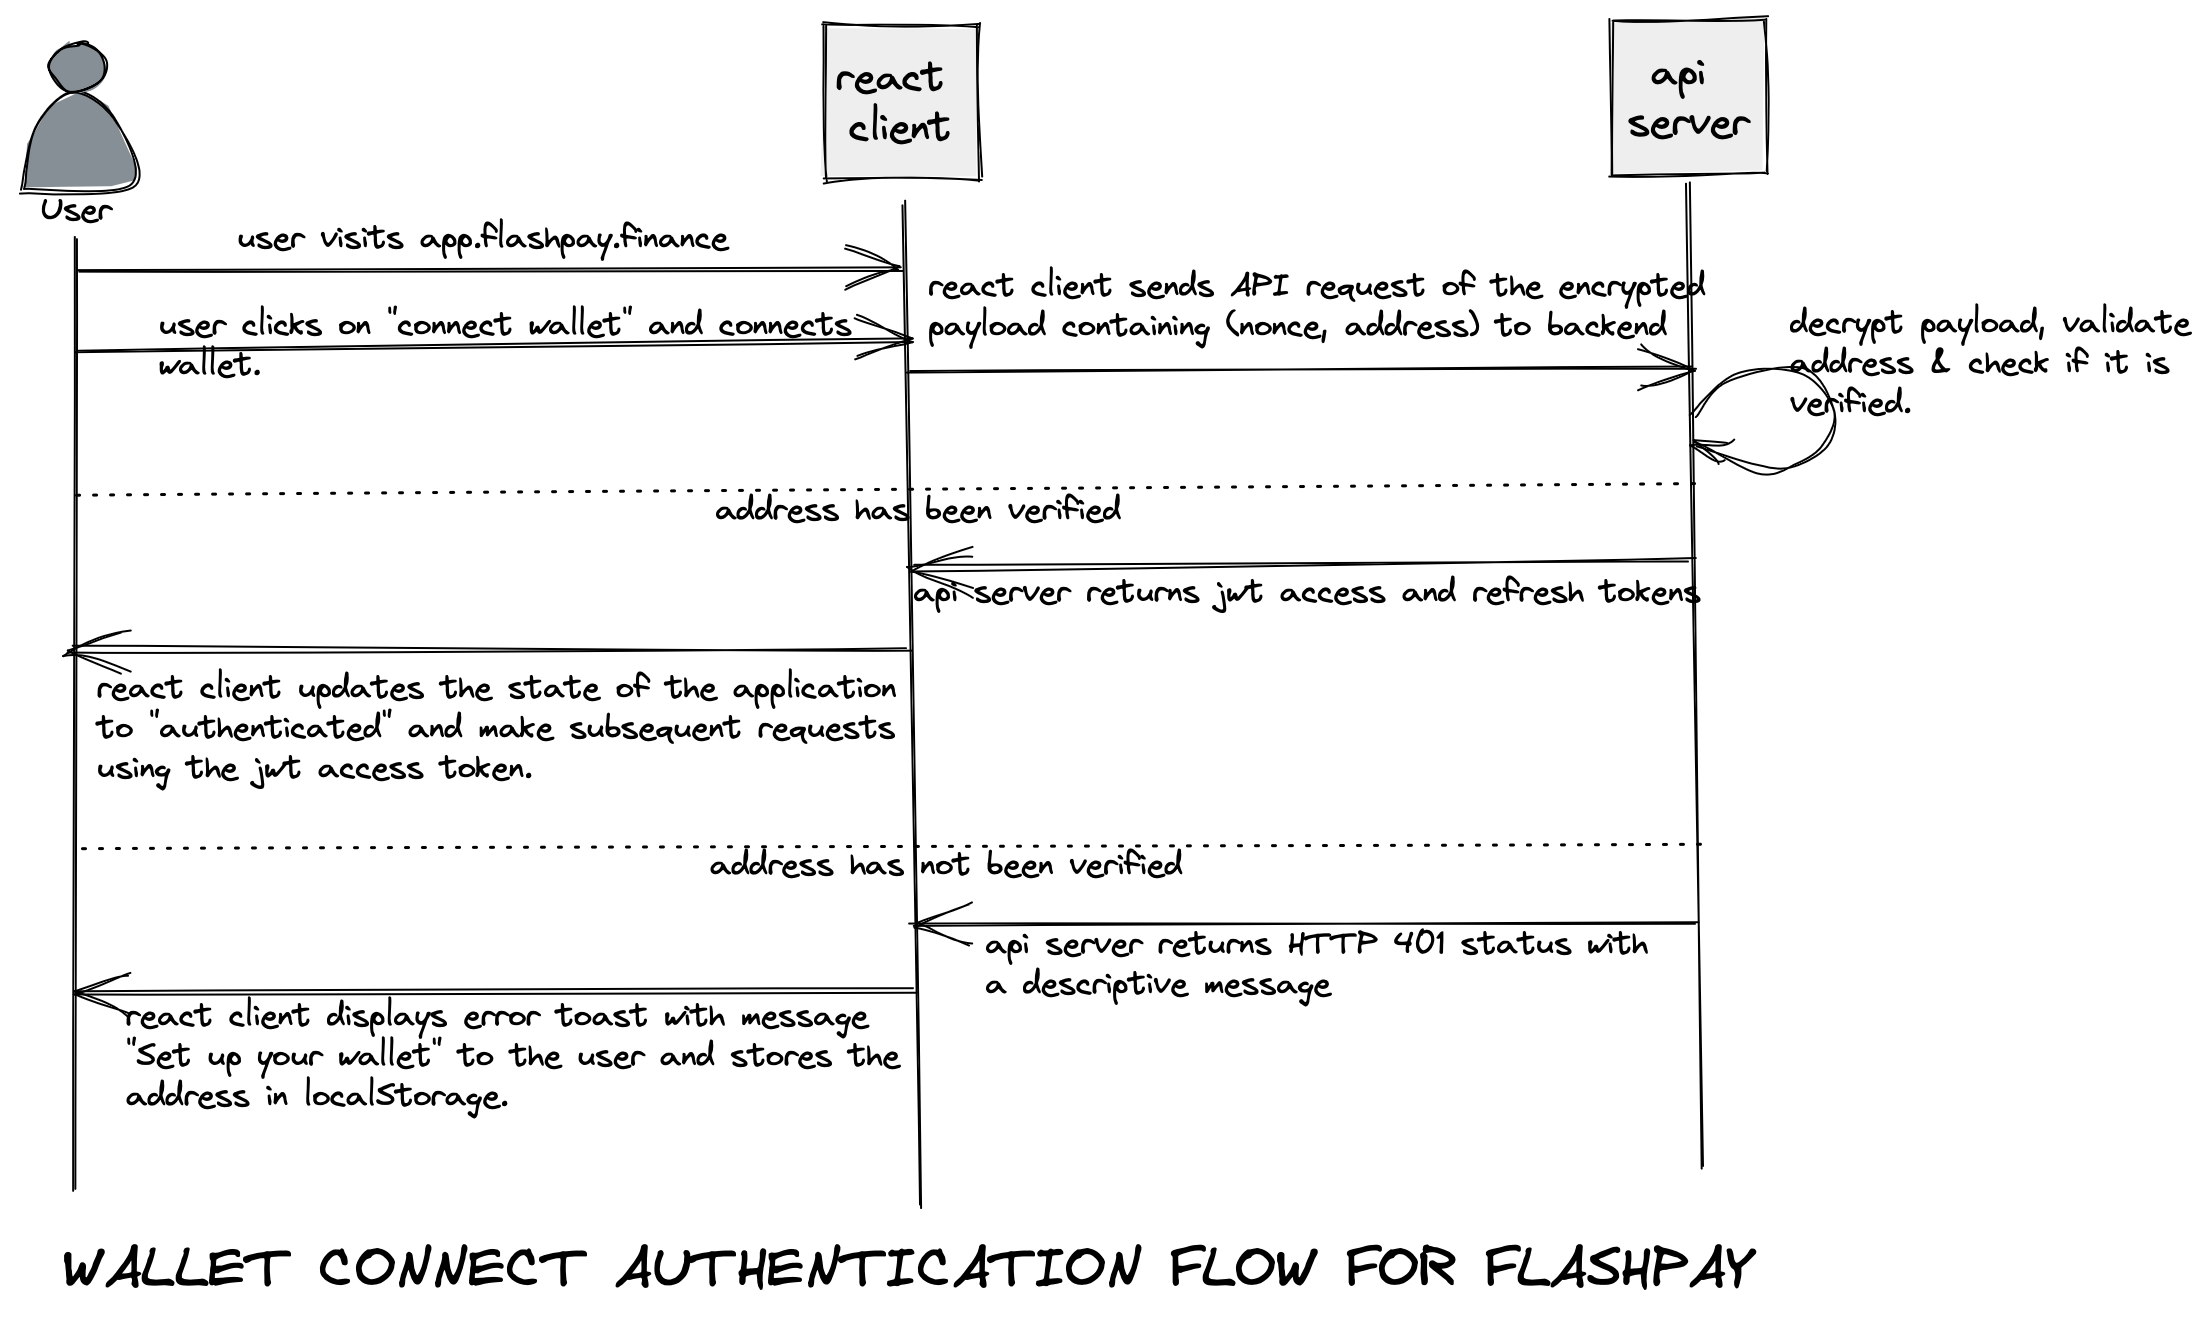 react
client
api
server
User
user visits app.flashpay.finance
user clicks on "connect wallet" and connects
wallet.
react client sends API request of the encrypted
payload containing (nonce, address) to backend
decrypt payload, validate
address & check if it is
verified.
address has been verified
api server returns jwt access and refresh tokens
react client updates the state of the application
to "authenticated" and make subsequent requests
using the jwt access token.
address has not been verified
api server returns HTTP 401 status with
a descriptive message
react client displays error toast with message
"Set up your wallet" to the user and stores the
address in localStorage.
WALLET CONNECT AUTHENTICATION FLOW FOR FLASHPAY